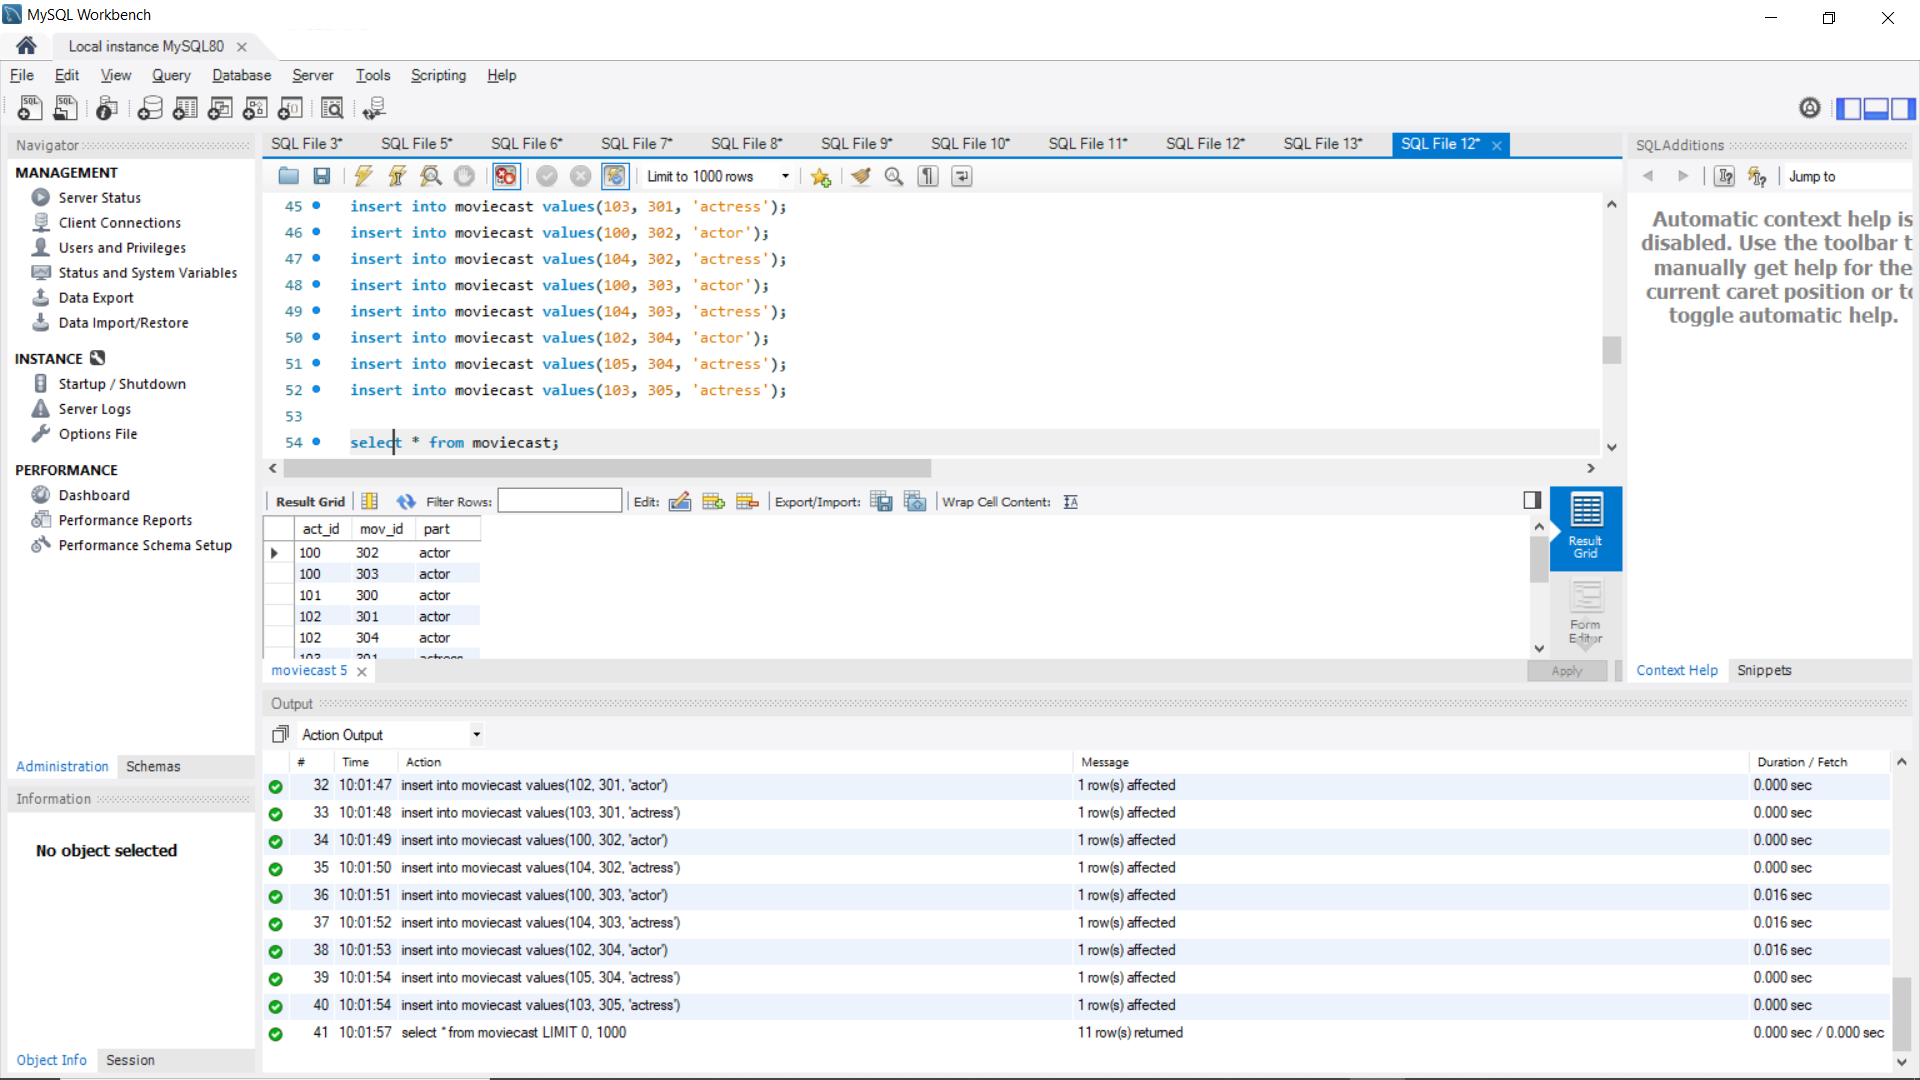 MySQL Workbench
Local instance MySQL80
File Edit View Query Database Server Tools Scripting Help
Navigator
MANAGEMENT
Server Status
Client Connections
Users and Privileges
Status and System Variables
Data Export
Data Import/Restore
INSTANCE
Startup / Shutdown
Server Logs
Options File
PERFORMANCE
Dashboard
Performance Reports
Performance Schema Setup
Administration Schemas
Information
No object selected
Object Info Session
SQL File 3* SQL File 5* SQL File 6* SQL File 7* SQL File 8* SQL File 9* SQL File 10* SQL File 11* SQL File 12* SQL File 13* SQL File 12*
Limit to 1000 rows
45 insert into moviecast values(103, 301, 'actress');
46 insert into moviecast values(100, 302, 'actor');
47 insert into moviecast values(104, 302, 'actress');
48 insert into moviecast values(100, 303, 'actor');
49 insert into moviecast values(104, 303, 'actress');
50 insert into moviecast values(102, 304, 'actor');
51 insert into moviecast values(105, 304, 'actress');
52 insert into moviecast values(103, 305, 'actress');
53
54 select * from moviecast;
Result Grid Filter Rows: Edit: Export/Import: Wrap Cell Content:
act_id mov_id part
100 302 actor
100 303 actor
101 300 actor
102 301 actor
102 304 actor
103 301 actress
Result
Grid
Form
Editor
moviecast 5 Apply
SQLAdditions
Jump to
Automatic context help is
disabled. Use the toolbar t
manually get help for the
current caret position or to
toggle automatic help.
Context Help Snippets
Output
Action Output
# Time Action Message Duration / Fetch
32 10:01:47 insert into moviecast values(102, 301, 'actor') 1 row(s) affected 0.000 sec
33 10:01:48 insert into moviecast values(103, 301, 'actress') 1 row(s) affected 0.000 sec
34 10:01:49 insert into moviecast values(100, 302, 'actor') 1 row(s) affected 0.000 sec
35 10:01:50 insert into moviecast values(104, 302, 'actress') 1 row(s) affected 0.000 sec
36 10:01:51 insert into moviecast values(100, 303, 'actor') 1 row(s) affected 0.016 sec
37 10:01:52 insert into moviecast values(104, 303, 'actress') 1 row(s) affected 0.016 sec
38 10:01:53 insert into moviecast values(102, 304, 'actor') 1 row(s) affected 0.016 sec
39 10:01:54 insert into moviecast values(105, 304, 'actress') 1 row(s) affected 0.000 sec
40 10:01:54 insert into moviecast values(103, 305, 'actress') 1 row(s) affected 0.000 sec
41 10:01:57 select * from moviecast LIMIT 0, 1000 11 row(s) returned 0.000 sec / 0.000 sec